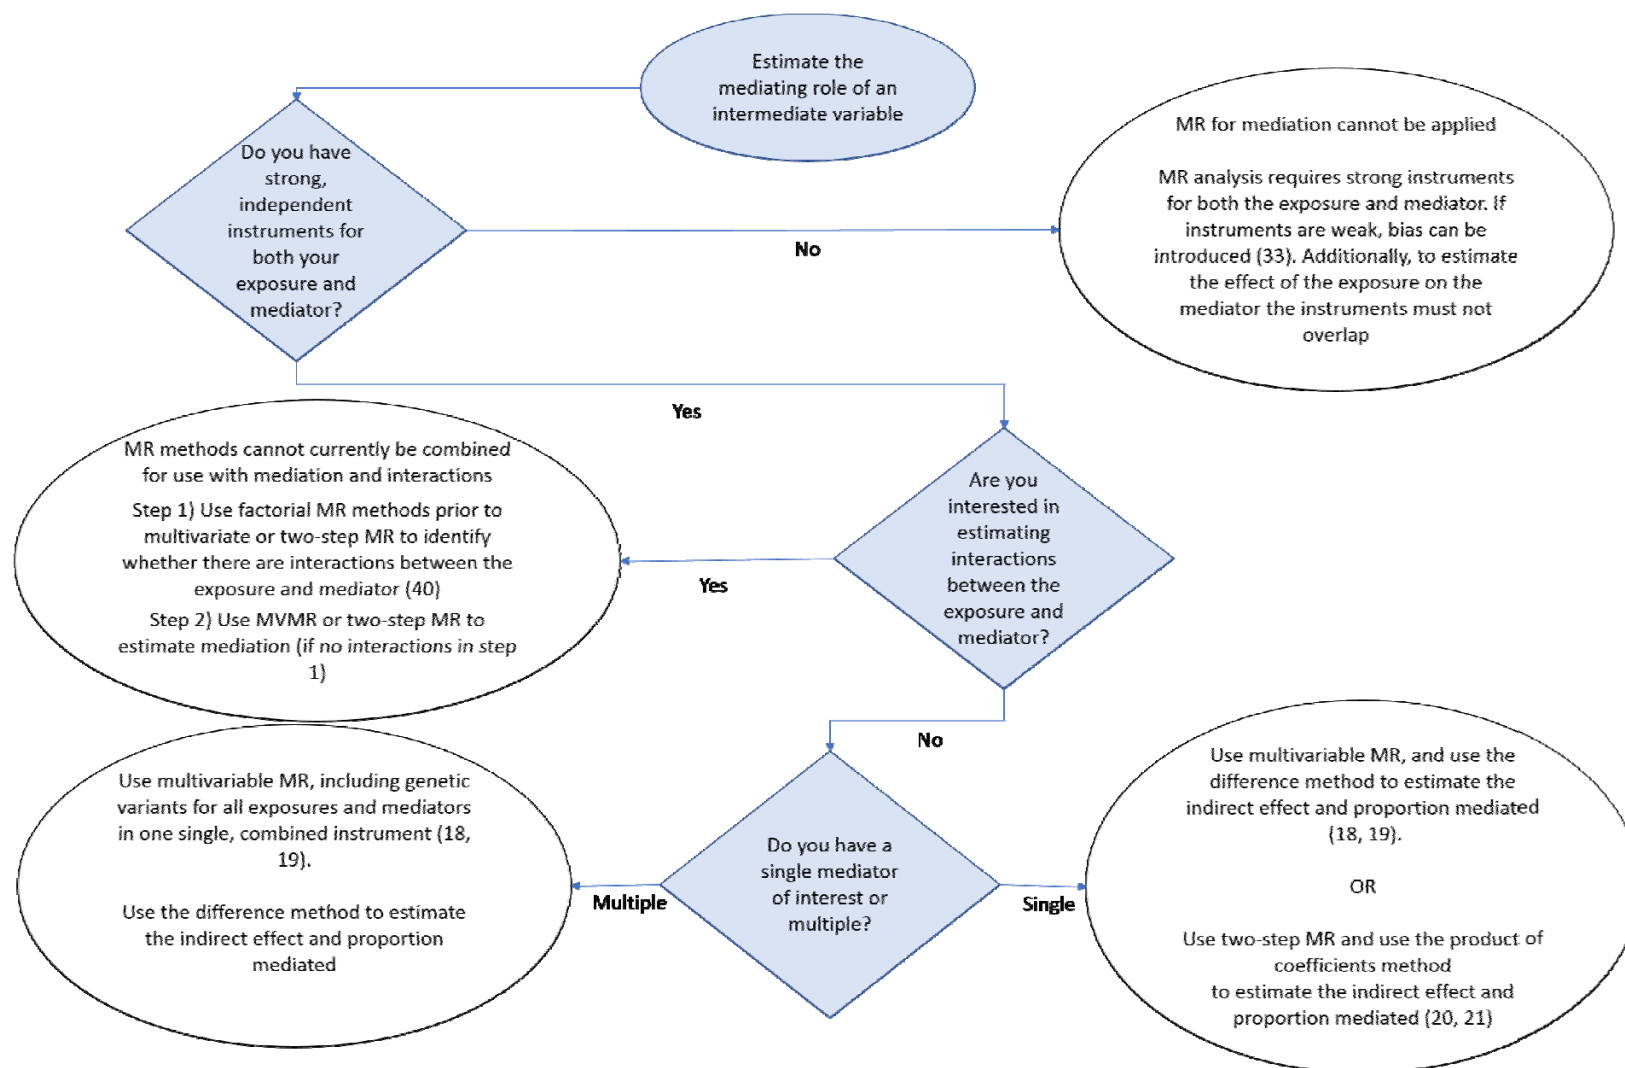 Estimate the
mediating role of an
intermediate variable
Do you have
strong,
independent
instruments for
both your
exposure and
mediator?
No
MR for mediation cannot be applied
MR analysis requires strong instruments
for both the exposure and mediator. If
instruments are weak, bias can be
introduced (33). Additionally, to estimate
the effect of the exposure on the
mediator the instruments must not
overlap
Yes
Are you
interested in
estimating
interactions
between the
exposure and
mediator?
Yes
MR methods cannot currently be combined
for use with mediation and interactions
Step 1) Use factorial MR methods prior to
multivariate or two-step MR to identify
whether there are interactions between the
exposure and mediator (40)
Step 2) Use MVMR or two-step MR to
estimate mediation (if no interactions in step
1)
No
Do you have a
single mediator
of interest or
multiple?
Multiple
Use multivariable MR, including genetic
variants for all exposures and mediators
in one single, combined instrument (18,
19).
Use the difference method to estimate
the indirect effect and proportion
mediated
Single
Use multivariable MR, and use the
difference method to estimate the
indirect effect and proportion mediated
(18, 19).
OR
Use two-step MR and use the product of
coefficients method
to estimate the indirect effect and
proportion mediated (20, 21)